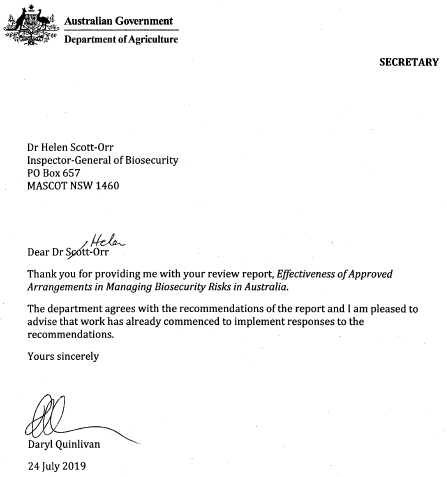 Australian Government
Department of Agriculture
SECRETARY
Dr Helen Scott-Orr
Inspector-General of Biosecurity
PO Box 657
MASCOT NSW 1460
Helen
Dear Dr Scott-Orr
Thank you for providing me with your review report, Effectiveness of Approved
Arrangements in Managing Biosecurity Risks in Australia.
The department agrees with the recommendations of the report and I am pleased to
advise that work has already commenced to implement responses to the
recommendations.
Yours sincerely
Daryl Quinlivan
24 July 2019